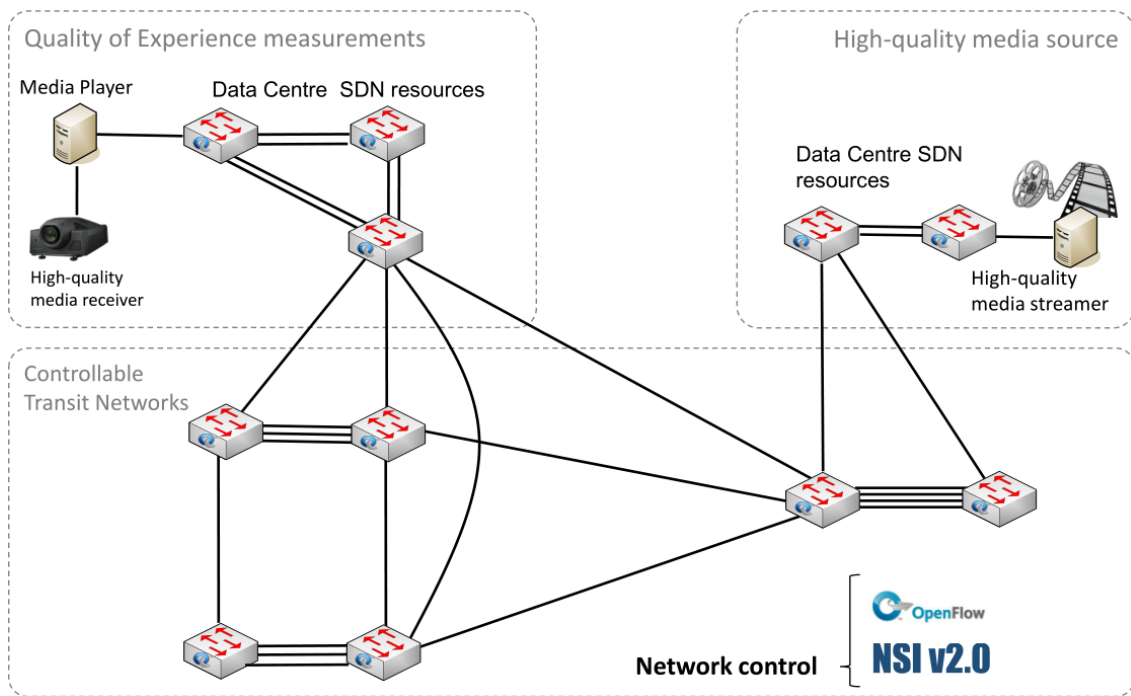 Quality of Experience measurements
High-quality media source
Media Player
Data Centre SDN resources
Data Centre SDN
resources
High-quality
media receiver
High-quality
media streamer
Controllable
Transit Networks
OpenFlow
Network control
NSI v2.0